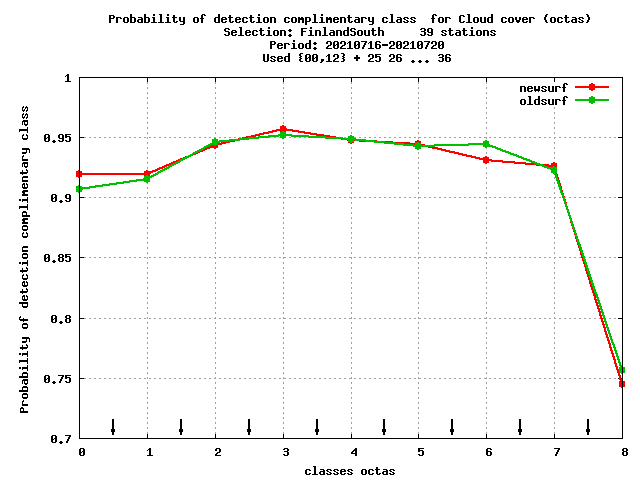 Probability of detection complimentary class  for Cloud cover (octas)
Selection: FinlandSouth     39 stations
Period: 20210716-20210720
Used {00,12} + 25 26 ... 36
newsurf
oldsurf
Probability of detection complimentary class
1
0.95
0.9
0.85
0.8
0.75
0.7
0 1 2 3 4 5 6 7 8
classes octas